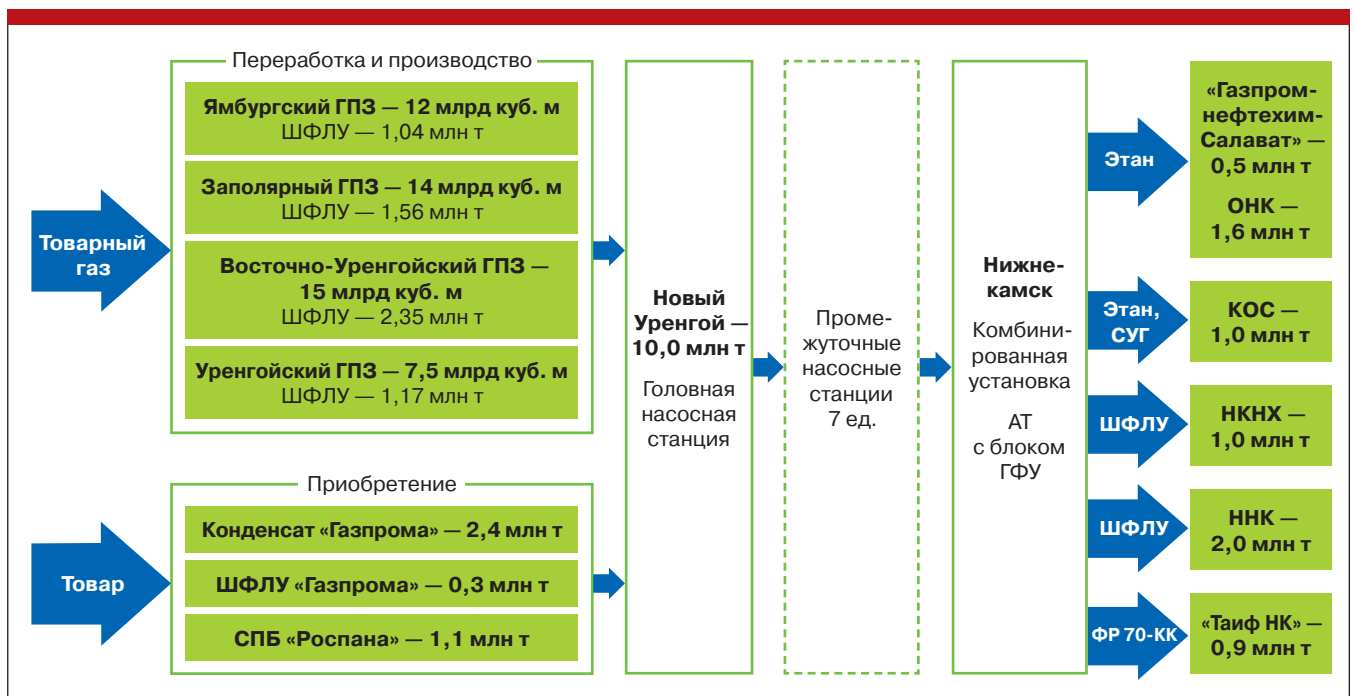 Переработка и производство
Товарный
газ
Ямбургский ГПЗ — 12 млрд куб. м
ШФЛУ — 1,04 млн т
Заполярный ГПЗ — 14 млрд куб. м
ШФЛУ — 1,56 млн т
Восточно-Уренгойский ГПЗ —
15 млрд куб. м
ШФЛУ — 2,35 млн т
Уренгойский ГПЗ — 7,5 млрд куб. м
ШФЛУ — 1,17 млн т
Приобретение
Товар
Конденсат «Газпрома» — 2,4 млн т
ШФЛУ «Газпрома» — 0,3 млн т
СПБ «Роспана» — 1,1 млн т
Новый
Уренгой —
10,0 млн т
Головная
насосная
станция
Проме-
жуточные
насосные
станции
7 ед.
Нижне-
камск
Комбини-
рованная
установка
АТ
с блоком
ГФУ
Этан
«Газпром-
нефтехим-
Салават» —
0,5 млн т
ОНК —
1,6 млн т
Этан,
СУГ
КОС —
1,0 млн т
ШФЛУ
НКНХ —
1,0 млн т
ШФЛУ
ННК —
2,0 млн т
ФР 70-КК
«Таиф НК» —
0,9 млн т